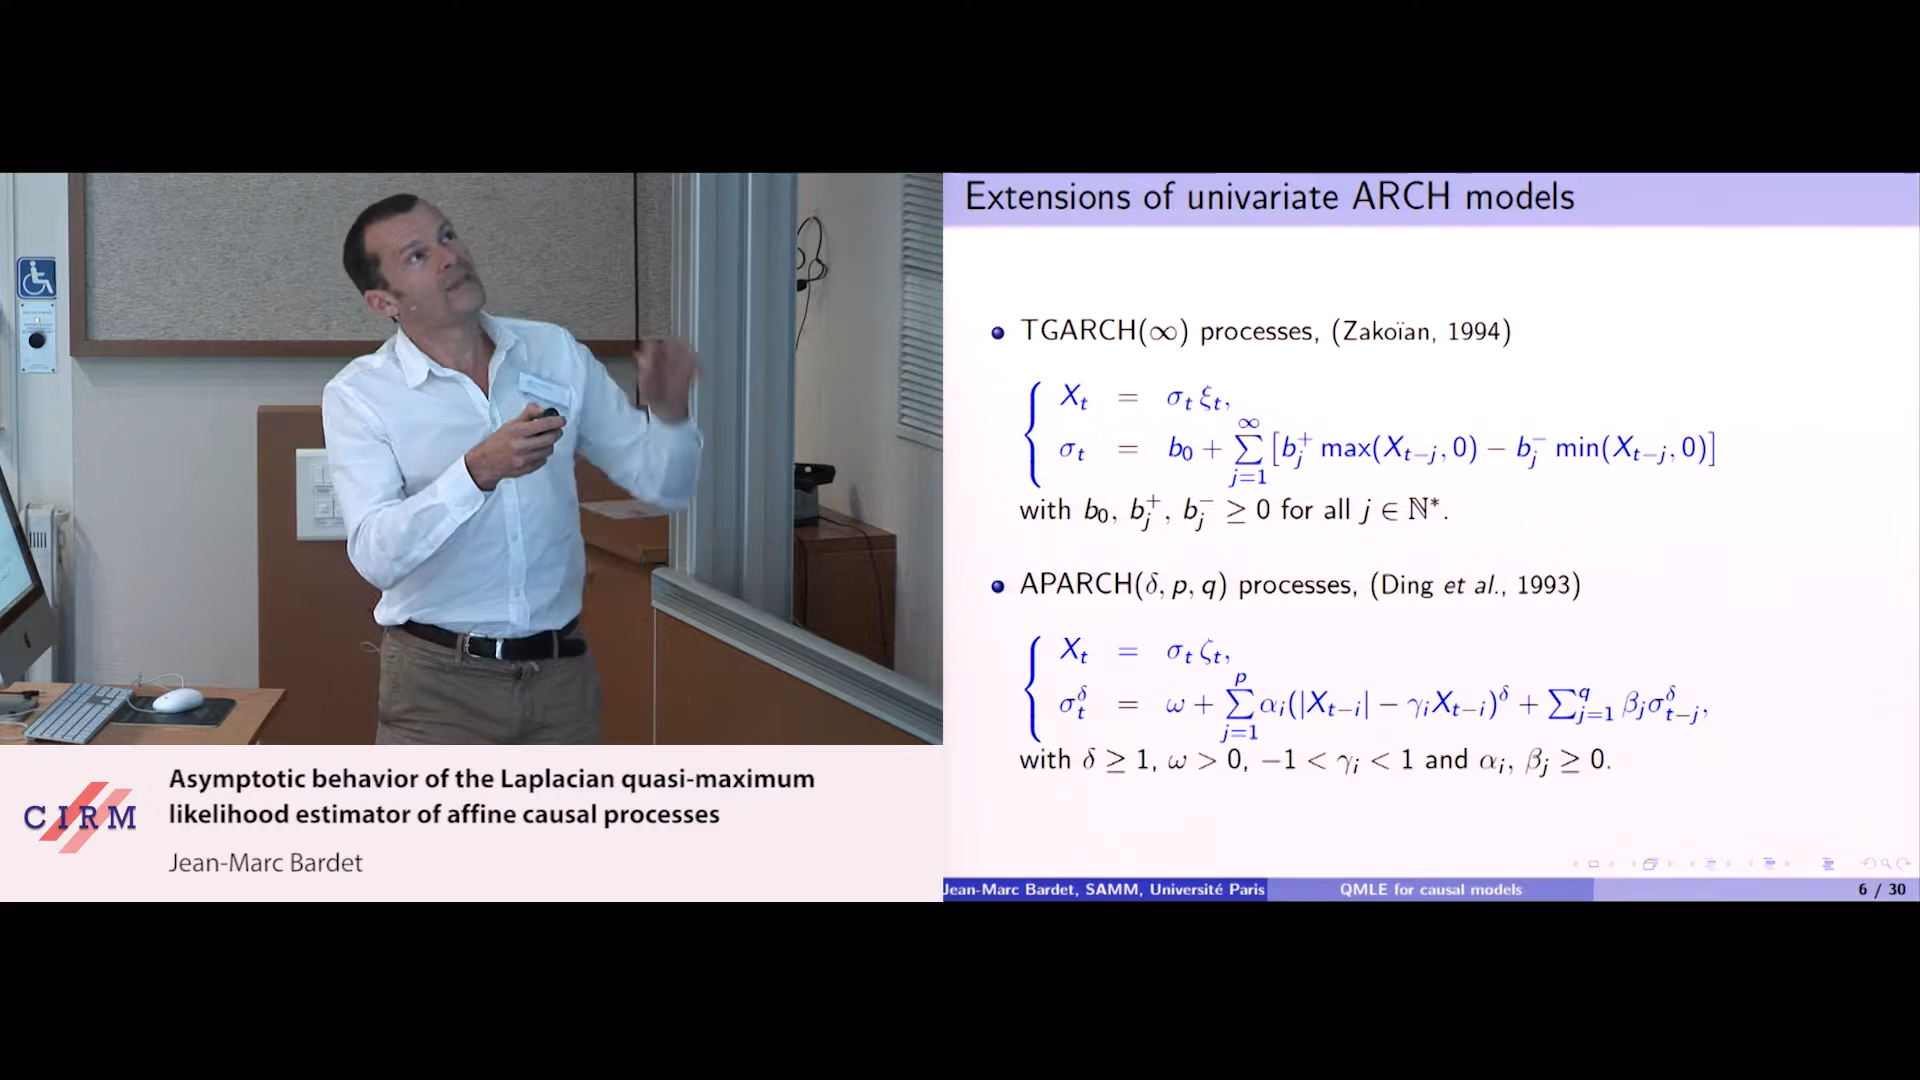 Extensions of univariate ARCH models
• TGARCH(∞) processes, (Zakoïan, 1994)
X_t = σ_t ξ_t,
σ_t = b_0 + ∑_{j=1}^{∞} [b_j^+ max(X_{t−j}, 0) − b_j^− min(X_{t−j}, 0)]
with b_0, b_j^+, b_j^− ≥ 0 for all j ∈ ℕ*.
• APARCH(δ, p, q) processes, (Ding et al., 1993)
X_t = σ_t ζ_t,
σ_t^δ = ω + ∑_{j=1}^{p} α_i(|X_{t−i}| − γ_i X_{t−i})^δ + ∑_{j=1}^{q} β_j σ_{t−j}^δ,
with δ ≥ 1, ω > 0, −1 < γ_i < 1 and α_i, β_j ≥ 0.
Jean-Marc Bardet, SAMM, Université Paris
QMLE for causal models
6 / 30
CIRM
Asymptotic behavior of the Laplacian quasi-maximum
likelihood estimator of affine causal processes
Jean-Marc Bardet